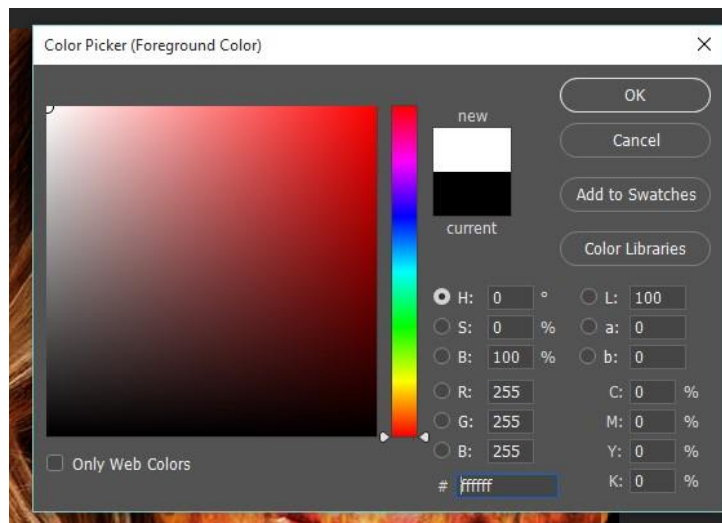 Color Picker (Foreground Color)
new
current
OK
Cancel
Add to Swatches
Color Libraries
H: 0 °
S: 0 %
B: 100 %
R: 255
G: 255
B: 255
# ffffff
L: 100
a: 0
b: 0
C: 0 %
M: 0 %
Y: 0 %
K: 0 %
Only Web Colors